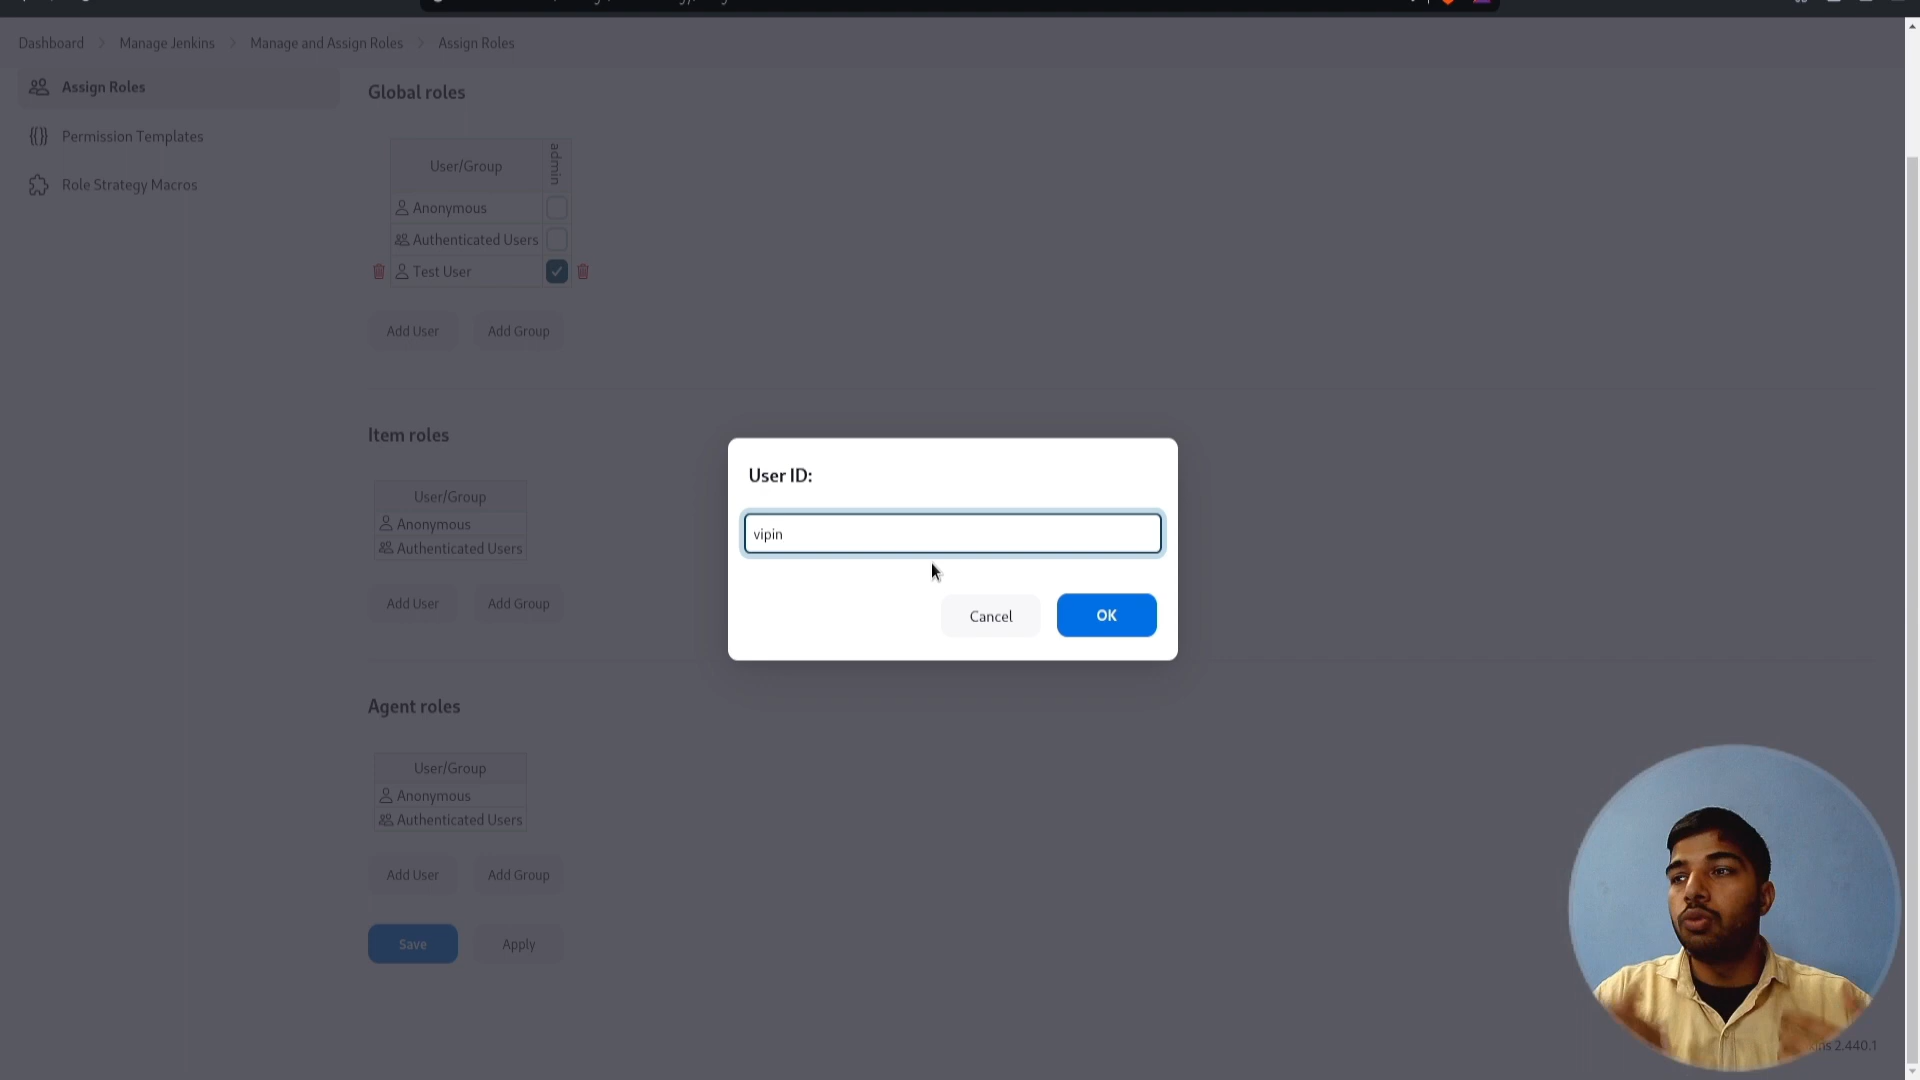 Dashboard > Manage Jenkins > Manage and Assign Roles > Assign Roles
Assign Roles
Permission Templates
Role Strategy Macros
Global roles
User/Group admin
Anonymous
Authenticated Users
Test User
Add User Add Group
Item roles
User/Group
Anonymous
Authenticated Users
Add User Add Group
User ID:
vipin
Cancel OK
Agent roles
User/Group
Anonymous
Authenticated Users
Add User Add Group
Save Apply
2.440.1